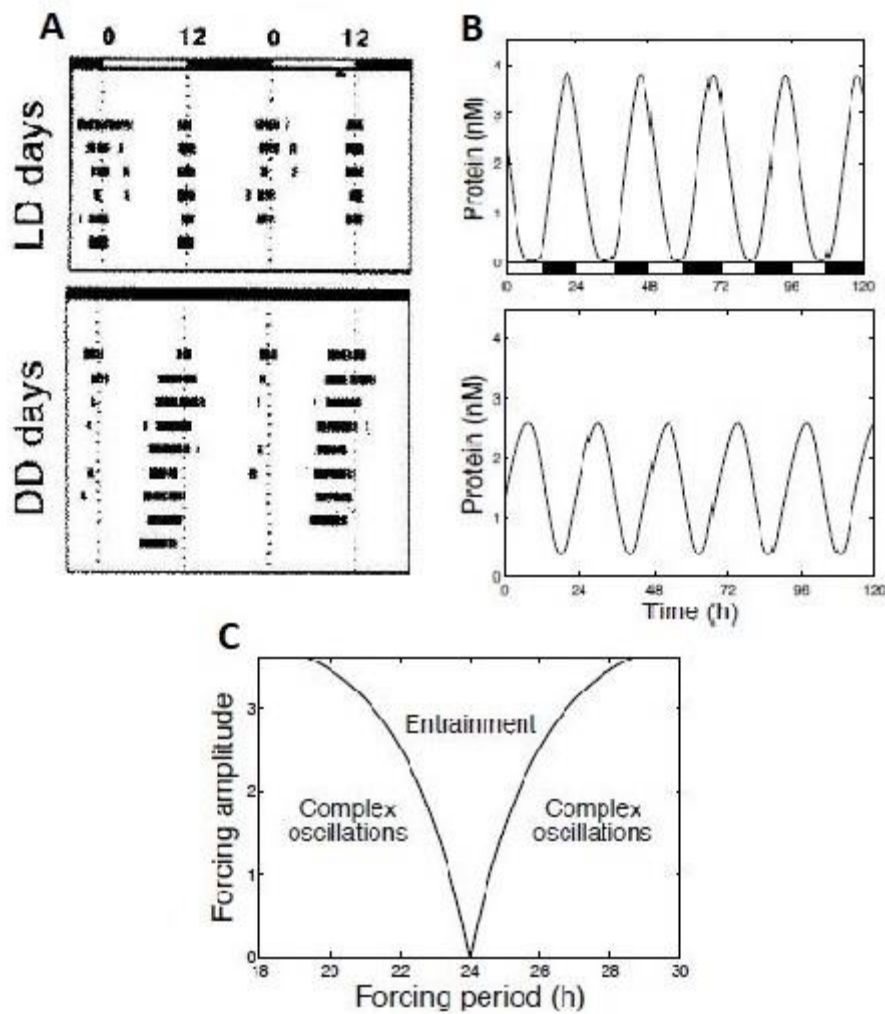 A
0 12 0 12
LD days
DD days
B
Protein (nM)
4
3
2
1
0
0 24 48 72 96 120
Protein (nM)
4
3
2
1
0
0 24 48 72 96 120
Time (h)
C
Forcing amplitude
3
2
1
0
Entrainment
Complex
oscillations
Complex
oscillations
18 20 22 24 26 28 30
Forcing period (h)